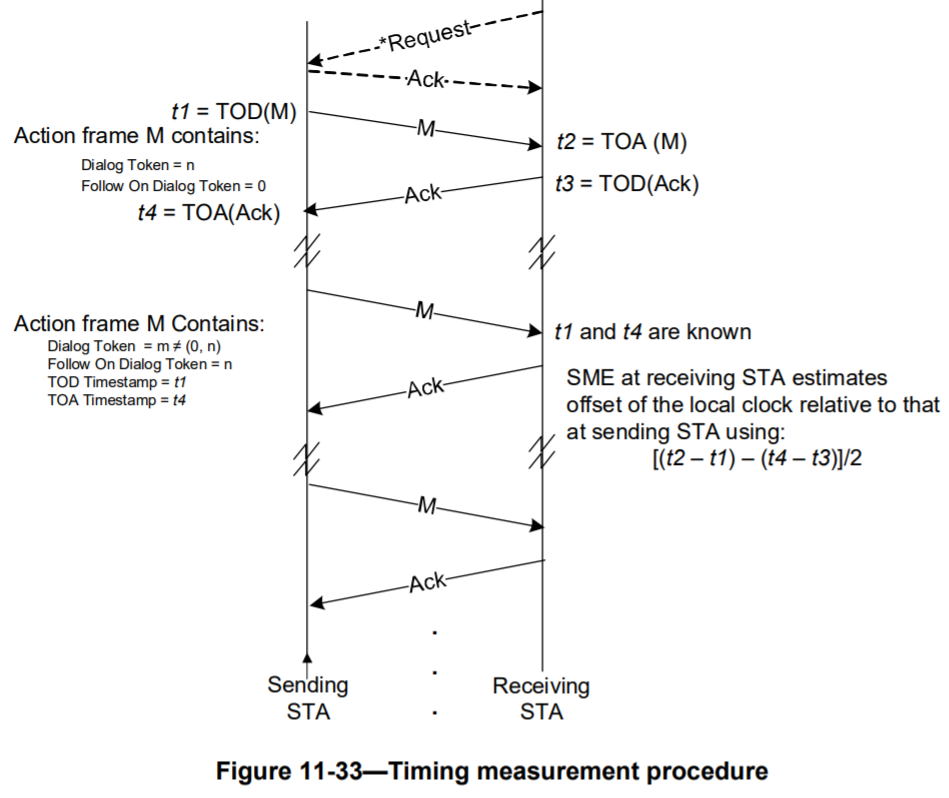 *Request
Ack
t1 = TOD(M)
Action frame M contains:
Dialog Token = n
Follow On Dialog Token = 0
M
t2 = TOA (M)
t3 = TOD(Ack)
Ack
t4 = TOA(Ack)
M
Action frame M Contains:
Dialog Token = m ≠ (0, n)
Follow On Dialog Token = n
TOD Timestamp = t1
TOA Timestamp = t4
t1 and t4 are known
Ack
SME at receiving STA estimates
offset of the local clock relative to that
at sending STA using:
[(t2 – t1) – (t4 – t3)]/2
M
Ack
Sending
STA
Receiving
STA
Figure 11-33—Timing measurement procedure